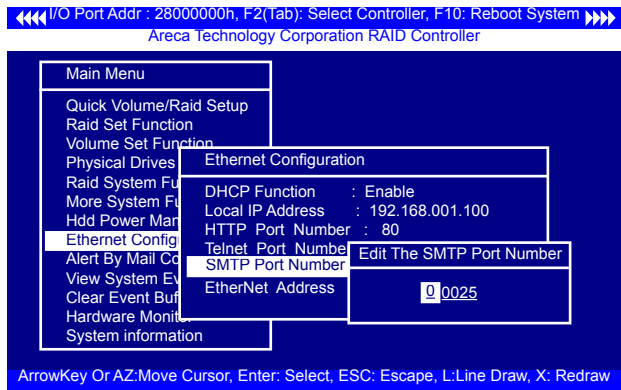 I/O Port Addr : 28000000h, F2(Tab): Select Controller, F10: Reboot System
Areca Technology Corporation RAID Controller
Main Menu
Quick Volume/Raid Setup
Raid Set Function
Volume Set Function
Physical Drives
Raid System Fu
More System Fu
Hdd Power Man
Ethernet Config
Alert By Mail Co
View System Ev
Clear Event Buf
Hardware Monito
System information
Ethernet Configuration
DHCP Function : Enable
Local IP Address : 192.168.001.100
HTTP Port Number : 80
Telnet Port Number
SMTP Port Number
EtherNet Address
Edit The SMTP Port Number
0 0025
ArrowKey Or AZ:Move Cursor, Enter: Select, ESC: Escape, L:Line Draw, X: Redraw